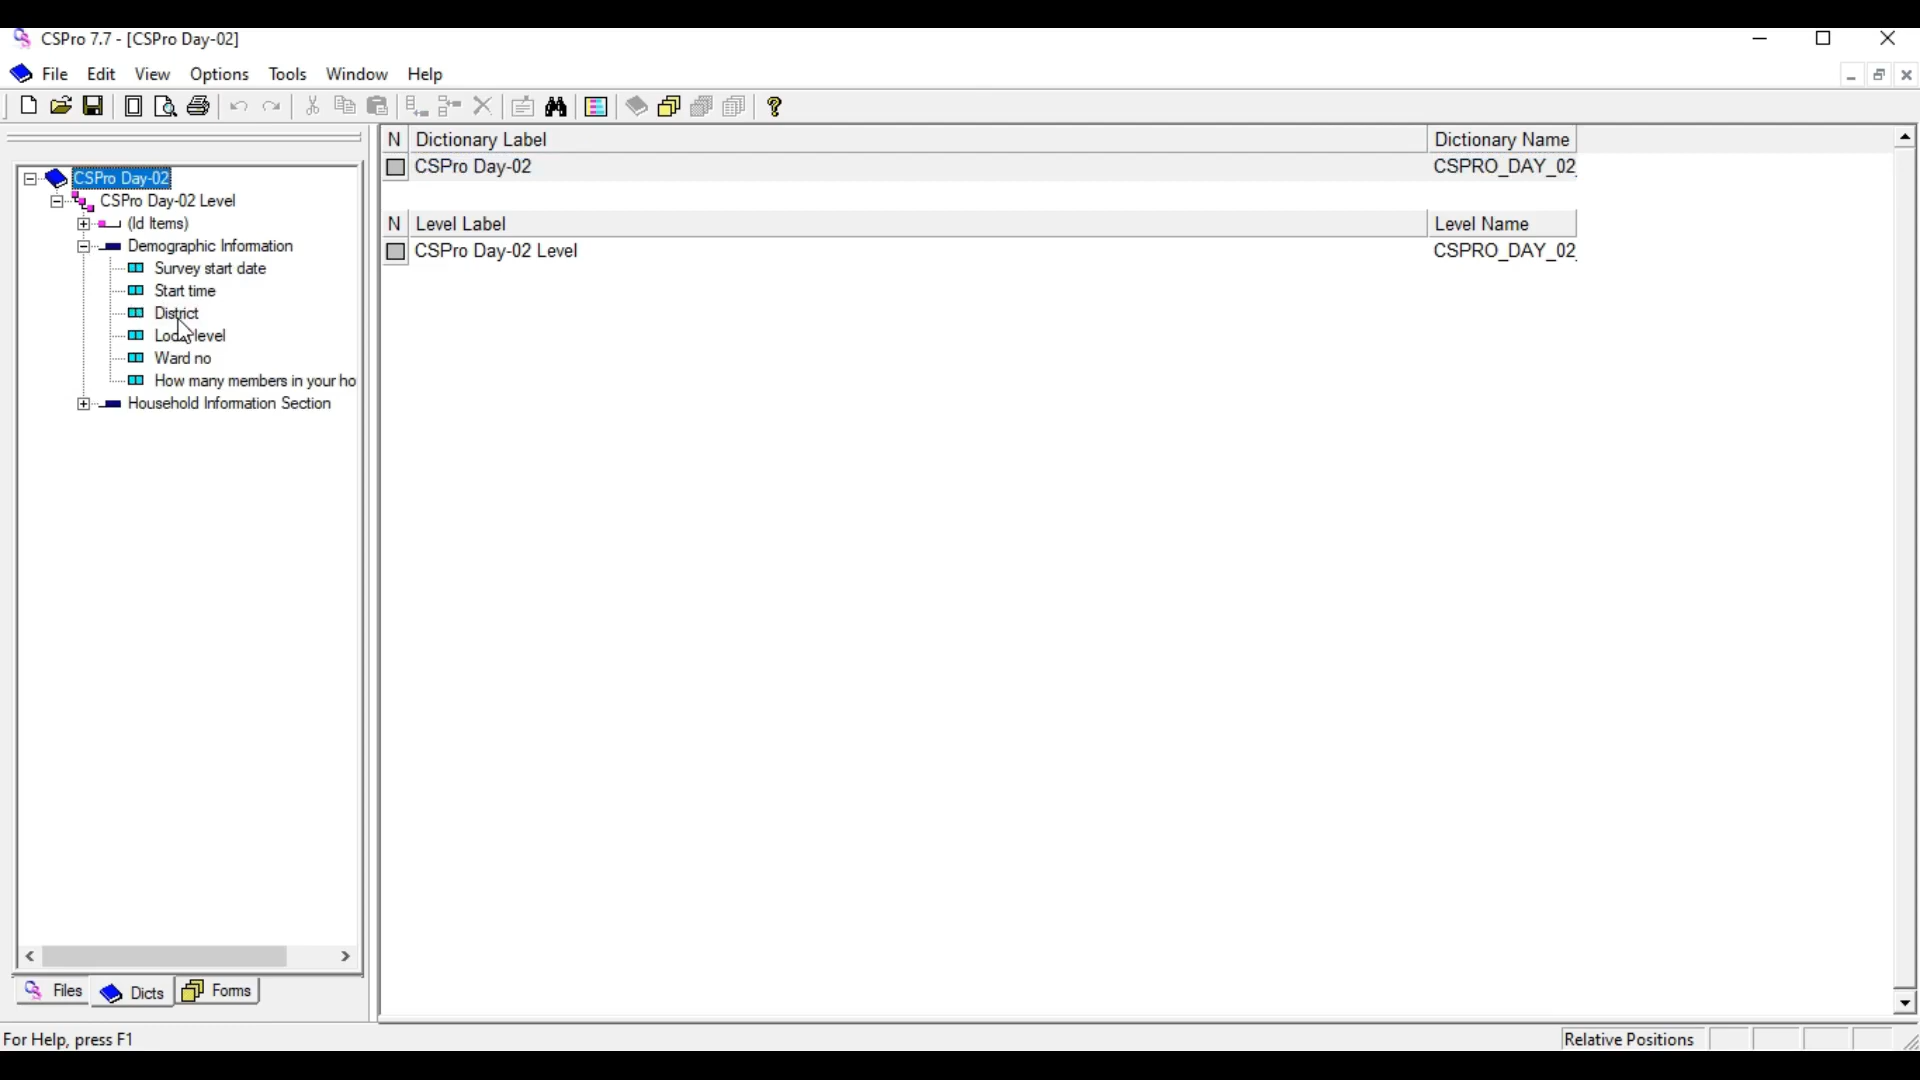 CSPro 7.7 - [CSPro Day-02]
File Edit View Options Tools Window Help
CSPro Day-02
CSPro Day-02 Level
(Id Items)
Demographic Information
Survey start date
Start time
District
level
Ward no
How many members in your ho
Household Information Section
Files Dicts Forms
N Dictionary Label Dictionary Name
CSPro Day-02 CSPRO_DAY_02_
N Level Label Level Name
CSPro Day-02 Level CSPRO_DAY_02_
For Help, press F1
Relative Positions